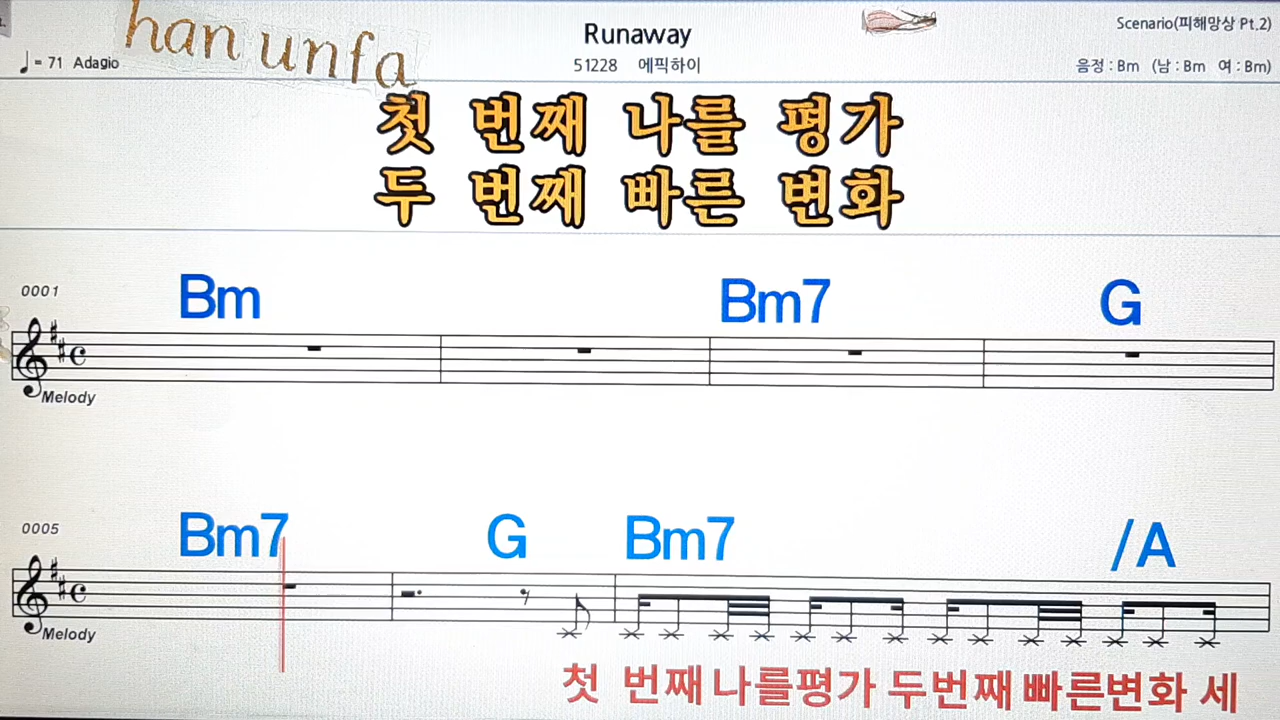 han unfa
Runaway
Scenario(피해망상 Pt.2)
♩= 71 Adagio
51228 에픽하이
음정 : Bm (남 : Bm 여 : Bm)
첫 번째 나를 평가
두 번째 빠른 변화
0001
Bm Bm7 G
Melody
0005
Bm7 G Bm7 /A
Melody
첫 번째 나를평가 두번째 빠른변화 세